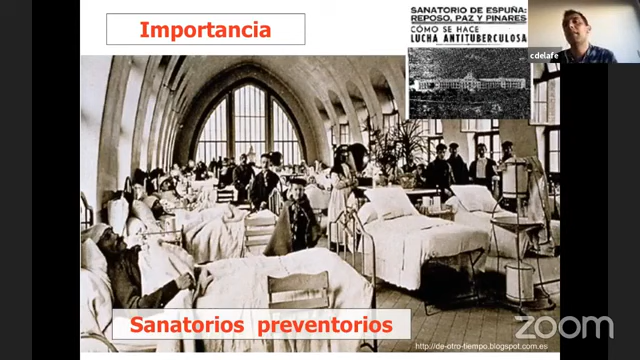 Importancia
SANATORIO DE ESPUÑA:
REPOSO, PAZ Y PINARES
CÓMO SE HACE
LUCHA ANTITUBERCULOSA
cdelafe
Sanatorios preventorios
http://de-otro-tiempo.blogspot.com.es
zoom